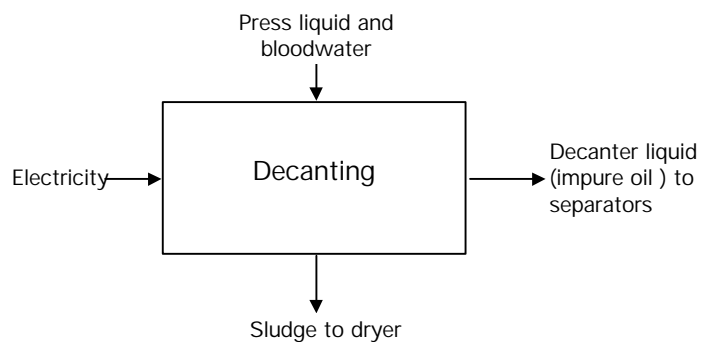 Press liquid and
bloodwater
Electricity
Decanting
Decanter liquid
(impure oil ) to
separators
Sludge to dryer